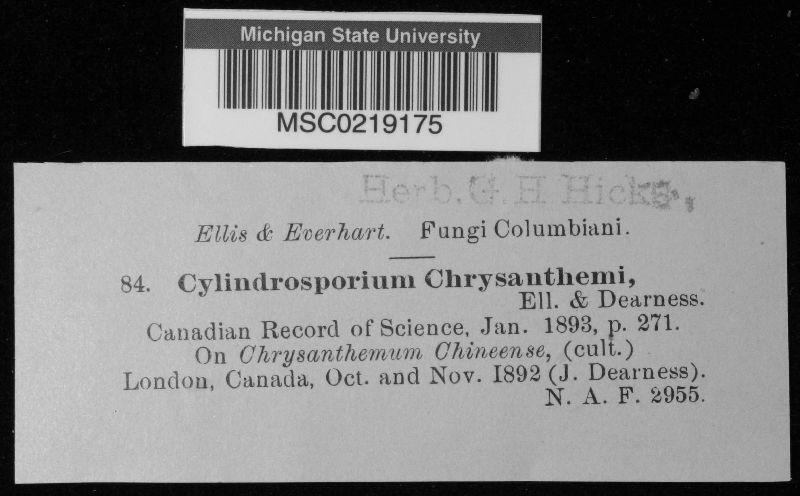 Michigan State University
MSC0219175
Herb. G. H Hicks,
Ellis & Everhart. Fungi Columbiani.
84. Cylindrosporium Chrysanthemi,
Ell. & Dearness.
Canadian Record of Science, Jan. 1893, p. 271.
On Chrysanthemum Chineense, (cult.)
London, Canada, Oct. and Nov. 1892 (J. Dearness).
N. A. F. 2955.